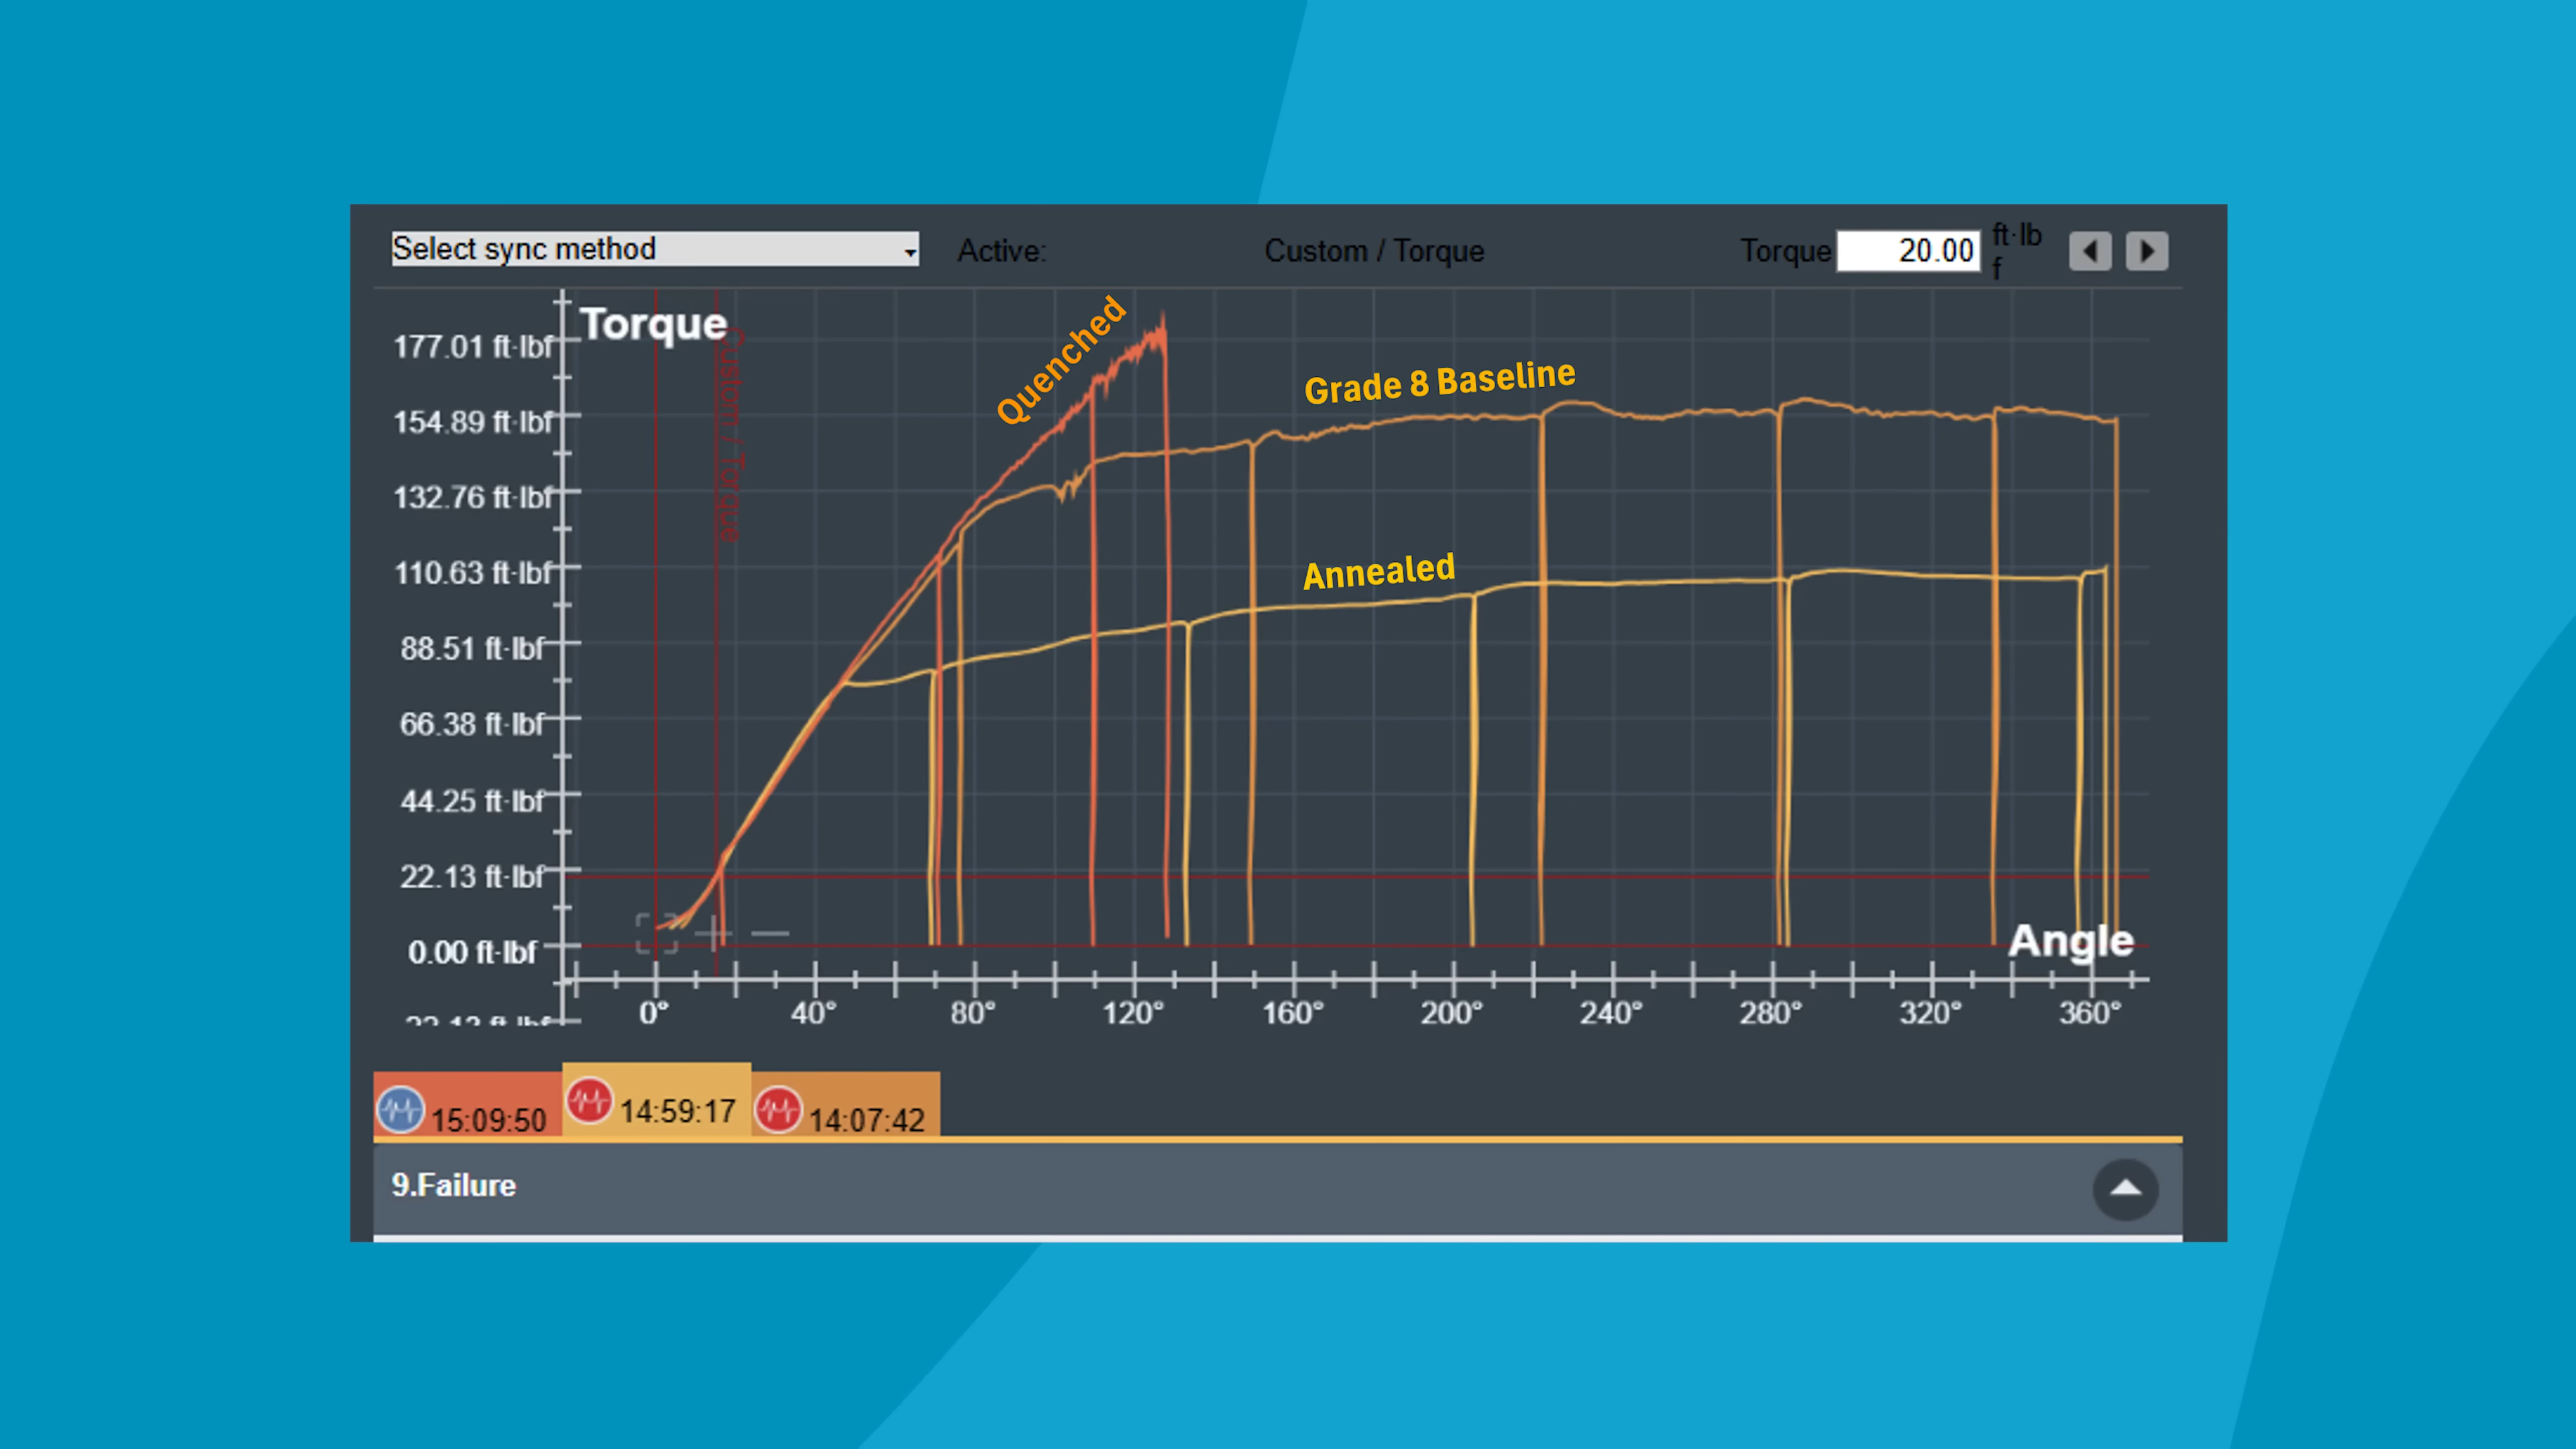 Select sync method
Active:
Custom / Torque
Torque 20.00 ft·lbf
Torque
Custom / Torque
Quenched
Grade 8 Baseline
Annealed
177.01 ft·lbf
154.89 ft·lbf
132.76 ft·lbf
110.63 ft·lbf
88.51 ft·lbf
66.38 ft·lbf
44.25 ft·lbf
22.13 ft·lbf
0.00 ft·lbf
Angle
0° 40° 80° 120° 160° 200° 240° 280° 320° 360°
15:09:50 14:59:17 14:07:42
9.Failure